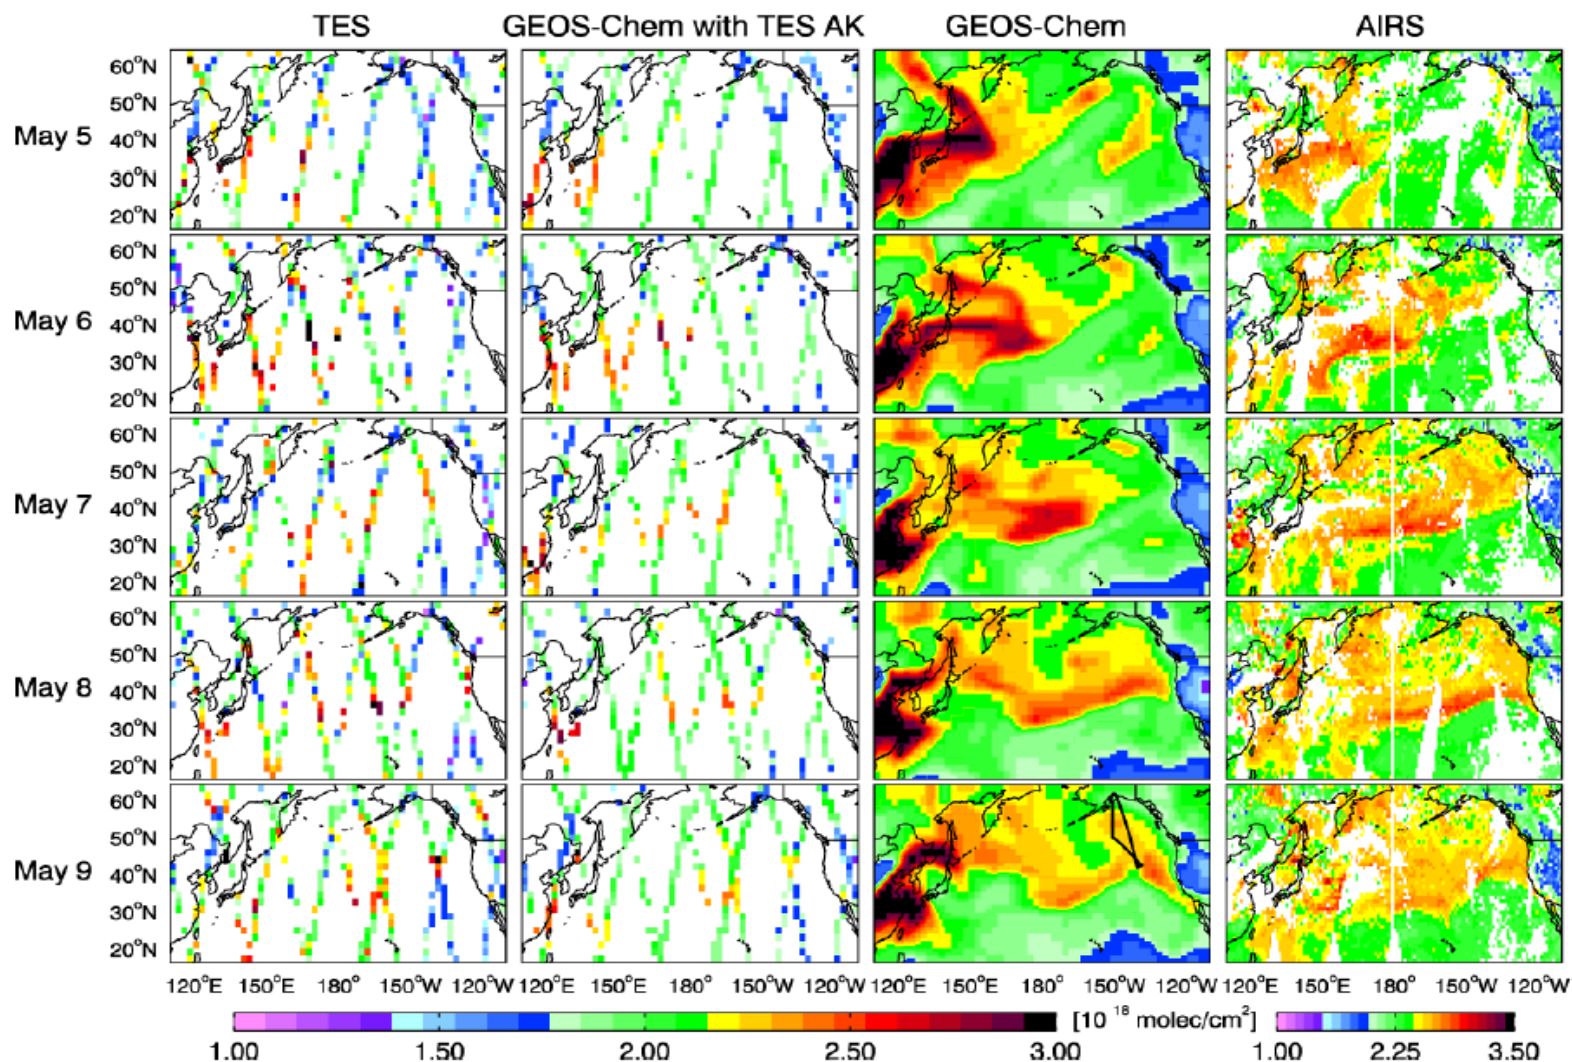 TES GEOS-Chem with TES AK GEOS-Chem AIRS
60°N
50°N
May 5 40°N
30°N
20°N
60°N
50°N
May 6 40°N
30°N
20°N
60°N
50°N
May 7 40°N
30°N
20°N
60°N
50°N
May 8 40°N
30°N
20°N
60°N
50°N
May 9 40°N
30°N
20°N
120°E 150°E 180° 150°W 120°W 120°E 150°E 180° 150°W 120°W 120°E 150°E 180° 150°W 120°W 120°E 150°E 180° 150°W 120°W
[10 18 molec/cm2]
1.00 1.50 2.00 2.50 3.00 1.00 2.25 3.50